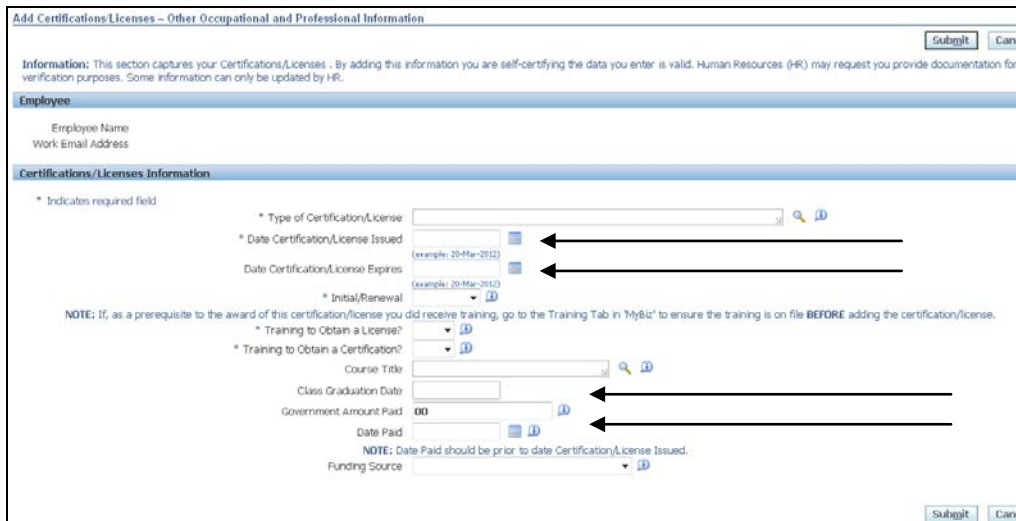 Add Certifications/Licenses – Other Occupational and Professional Information
Submit Can
Information: This section captures your Certifications/Licenses . By adding this information you are self-certifying the data you enter is valid. Human Resources (HR) may request you provide documentation for
verification purposes. Some information can only be updated by HR.
Employee
Employee Name
Work Email Address
Certifications/Licenses Information
* Indicates required field
* Type of Certification/License
* Date Certification/License Issued
(example: 20-Mar-2012)
Date Certification/License Expires
(example: 20-Mar-2012)
* Initial/Renewal
NOTE: If, as a prerequisite to the award of this certification/license you did receive training, go to the Training Tab in 'MyBiz' to ensure the training is on file BEFORE adding the certification/license.
* Training to Obtain a License?
* Training to Obtain a Certification?
Course Title
Class Graduation Date
Government Amount Paid 00
Date Paid
NOTE: Date Paid should be prior to date Certification/License Issued.
Funding Source
Submit Can